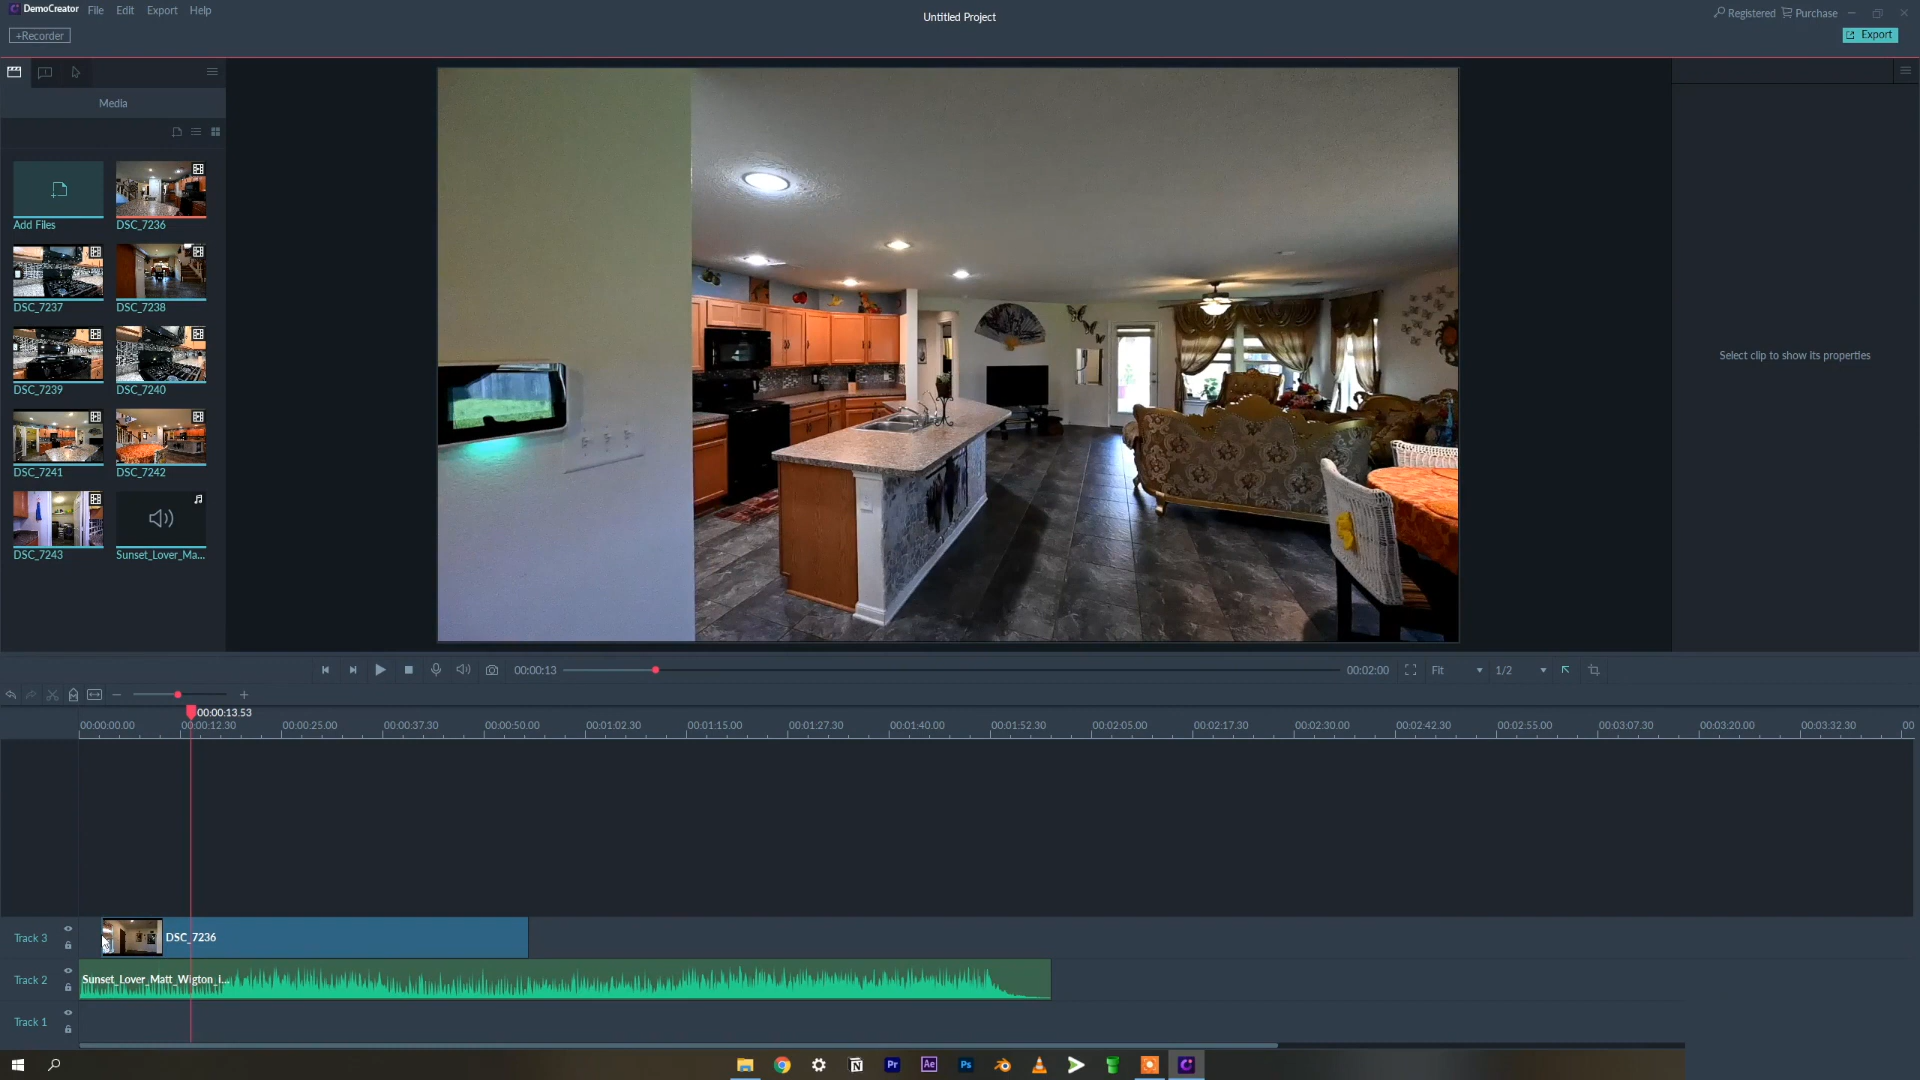 DemoCreator File Edit Export Help
Untitled Project
Registered Purchase
+Recorder
Export
Media
Add Files DSC_7236
DSC_7237 DSC_7238
DSC_7239 DSC_7240
DSC_7241 DSC_7242
DSC_7243 Sunset_Lover_Ma...
Select clip to show its properties
00:00:13 00:02:00 Fit 1/2
00:00:13.53
00:00:00.00 00:00:12.30 00:00:25.00 00:00:37.30 00:00:50.00 00:01:02.30 00:01:15.00 00:01:27.30 00:01:40.00 00:01:52.30 00:02:05.00 00:02:17.30 00:02:30.00 00:02:42.30 00:02:55.00 00:03:07.30 00:03:20.00 00:03:32.30 00
Track 3 DSC_7236
Track 2 Sunset_Lover_Matt_Wigton_i...
Track 1
N Pr Ae Ps